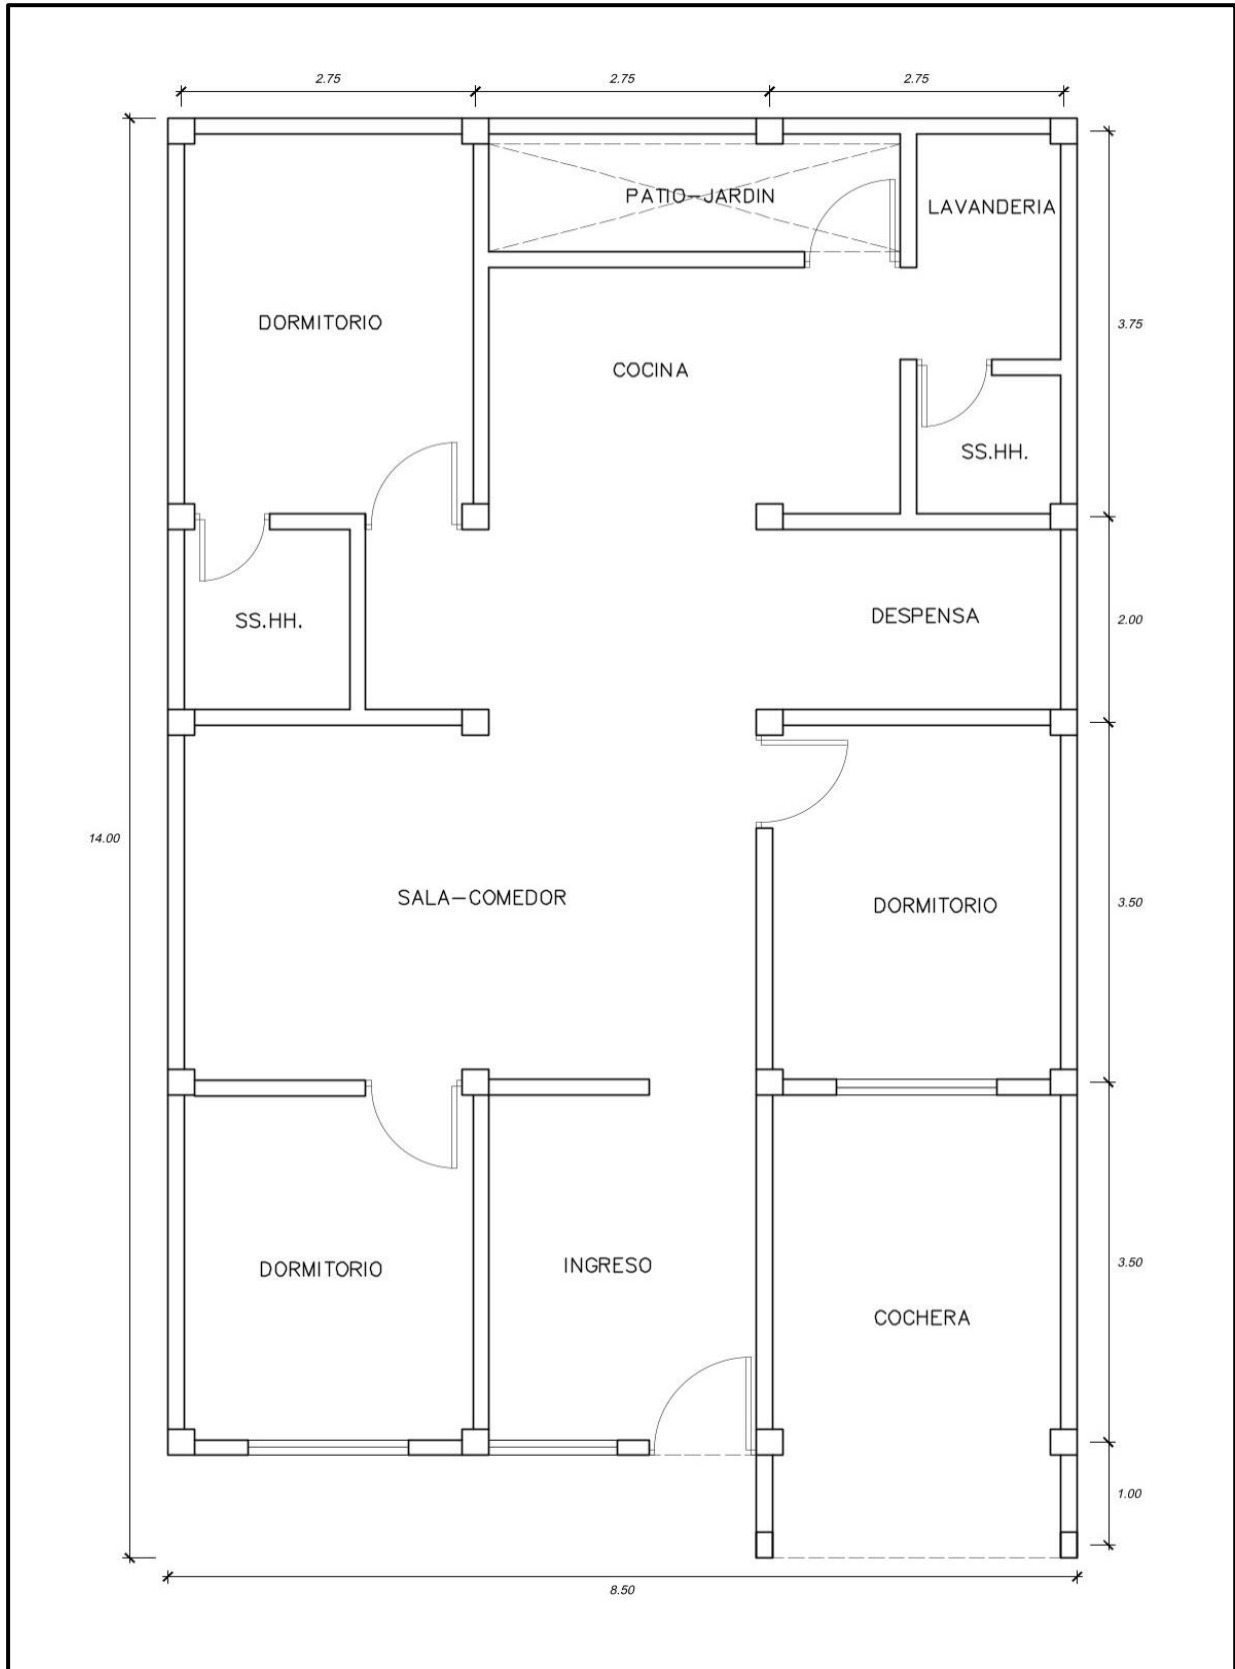 2.75 2.75 2.75
PATIO-JARDIN
LAVANDERIA
DORMITORIO
3.75
COCINA
SS.HH.
DESPENSA
2.00
SS.HH.
14.00
SALA-COMEDOR
DORMITORIO
3.50
DORMITORIO
INGRESO
3.50
COCHERA
1.00
8.50